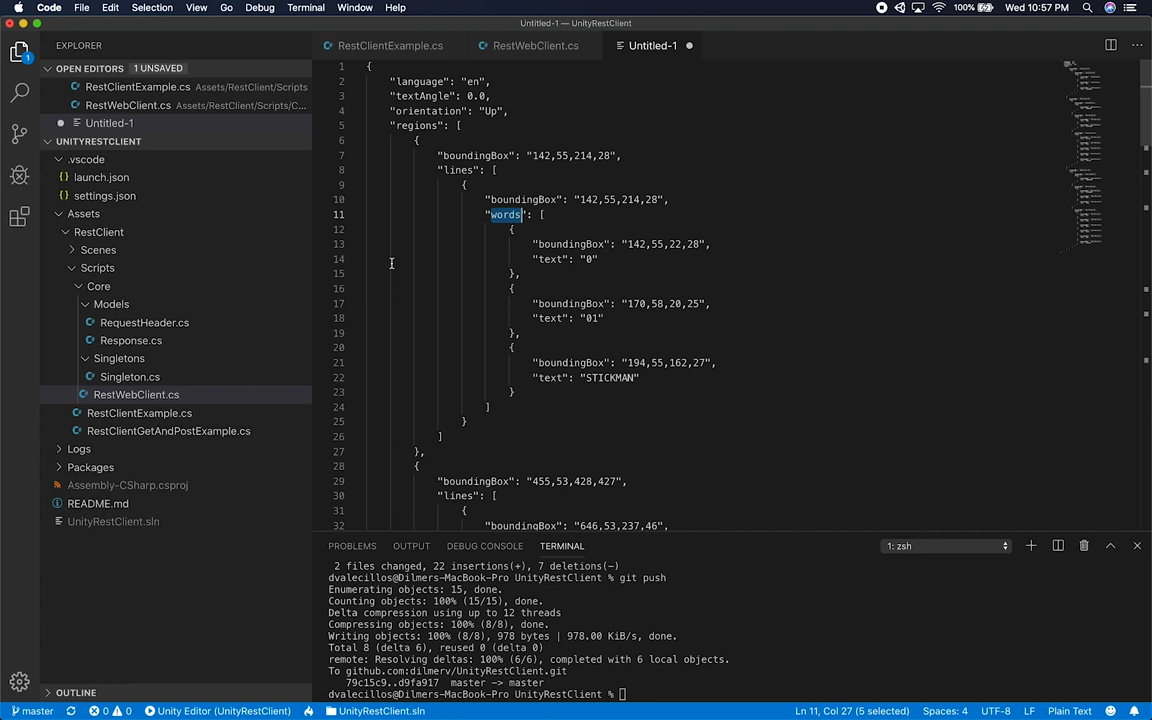 Code File Edit Selection View Go Debug Terminal Window Help 100% Wed 10:57 PM
Untitled-1 — UnityRestClient
EXPLORER
OPEN EDITORS 1 UNSAVED
RestClientExample.cs Assets/RestClient/Scripts
RestWebClient.cs Assets/RestClient/Scripts/C...
Untitled-1
UNITYRESTCLIENT
.vscode
{} launch.json
{} settings.json
Assets
RestClient
Scenes
Scripts
Core
Models
RequestHeader.cs
Response.cs
Singletons
Singleton.cs
RestWebClient.cs
RestClientExample.cs
RestClientGetAndPostExample.cs
Logs
Packages
Assembly-CSharp.csproj
README.md
UnityRestClient.sln
OUTLINE
1
RestClientExample.cs RestWebClient.cs Untitled-1
1 {
2 "language": "en",
3 "textAngle": 0.0,
4 "orientation": "Up",
5 "regions": [
6 {
7 "boundingBox": "142,55,214,28",
8 "lines": [
9 {
10 "boundingBox": "142,55,214,28",
11 "words": [
12 {
13 "boundingBox": "142,55,22,28",
14 "text": "0"
15 },
16 {
17 "boundingBox": "170,58,20,25",
18 "text": "01"
19 },
20 {
21 "boundingBox": "194,55,162,27",
22 "text": "STICKMAN"
23 }
24 ]
25 }
26 ]
27 },
28 {
29 "boundingBox": "455,53,428,427",
30 "lines": [
31 {
32 "boundingBox": "646,53,237,46",
PROBLEMS OUTPUT DEBUG CONSOLE TERMINAL 1: zsh
2 files changed, 22 insertions(+), 7 deletions(-)
dvalecillos@Dilmers-MacBook-Pro UnityRestClient % git push
Enumerating objects: 15, done.
Counting objects: 100% (15/15), done.
Delta compression using up to 12 threads
Compressing objects: 100% (8/8), done.
Writing objects: 100% (8/8), 978 bytes | 978.00 KiB/s, done.
Total 8 (delta 6), reused 0 (delta 0)
remote: Resolving deltas: 100% (6/6), completed with 6 local objects.
To github.com:dilmerv/UnityRestClient.git
79c15c9..d9fa917 master -> master
dvalecillos@Dilmers-MacBook-Pro UnityRestClient %
master 0 0 Unity Editor (UnityRestClient) UnityRestClient.sln Ln 11, Col 27 (5 selected) Spaces: 4 UTF-8 LF Plain Text